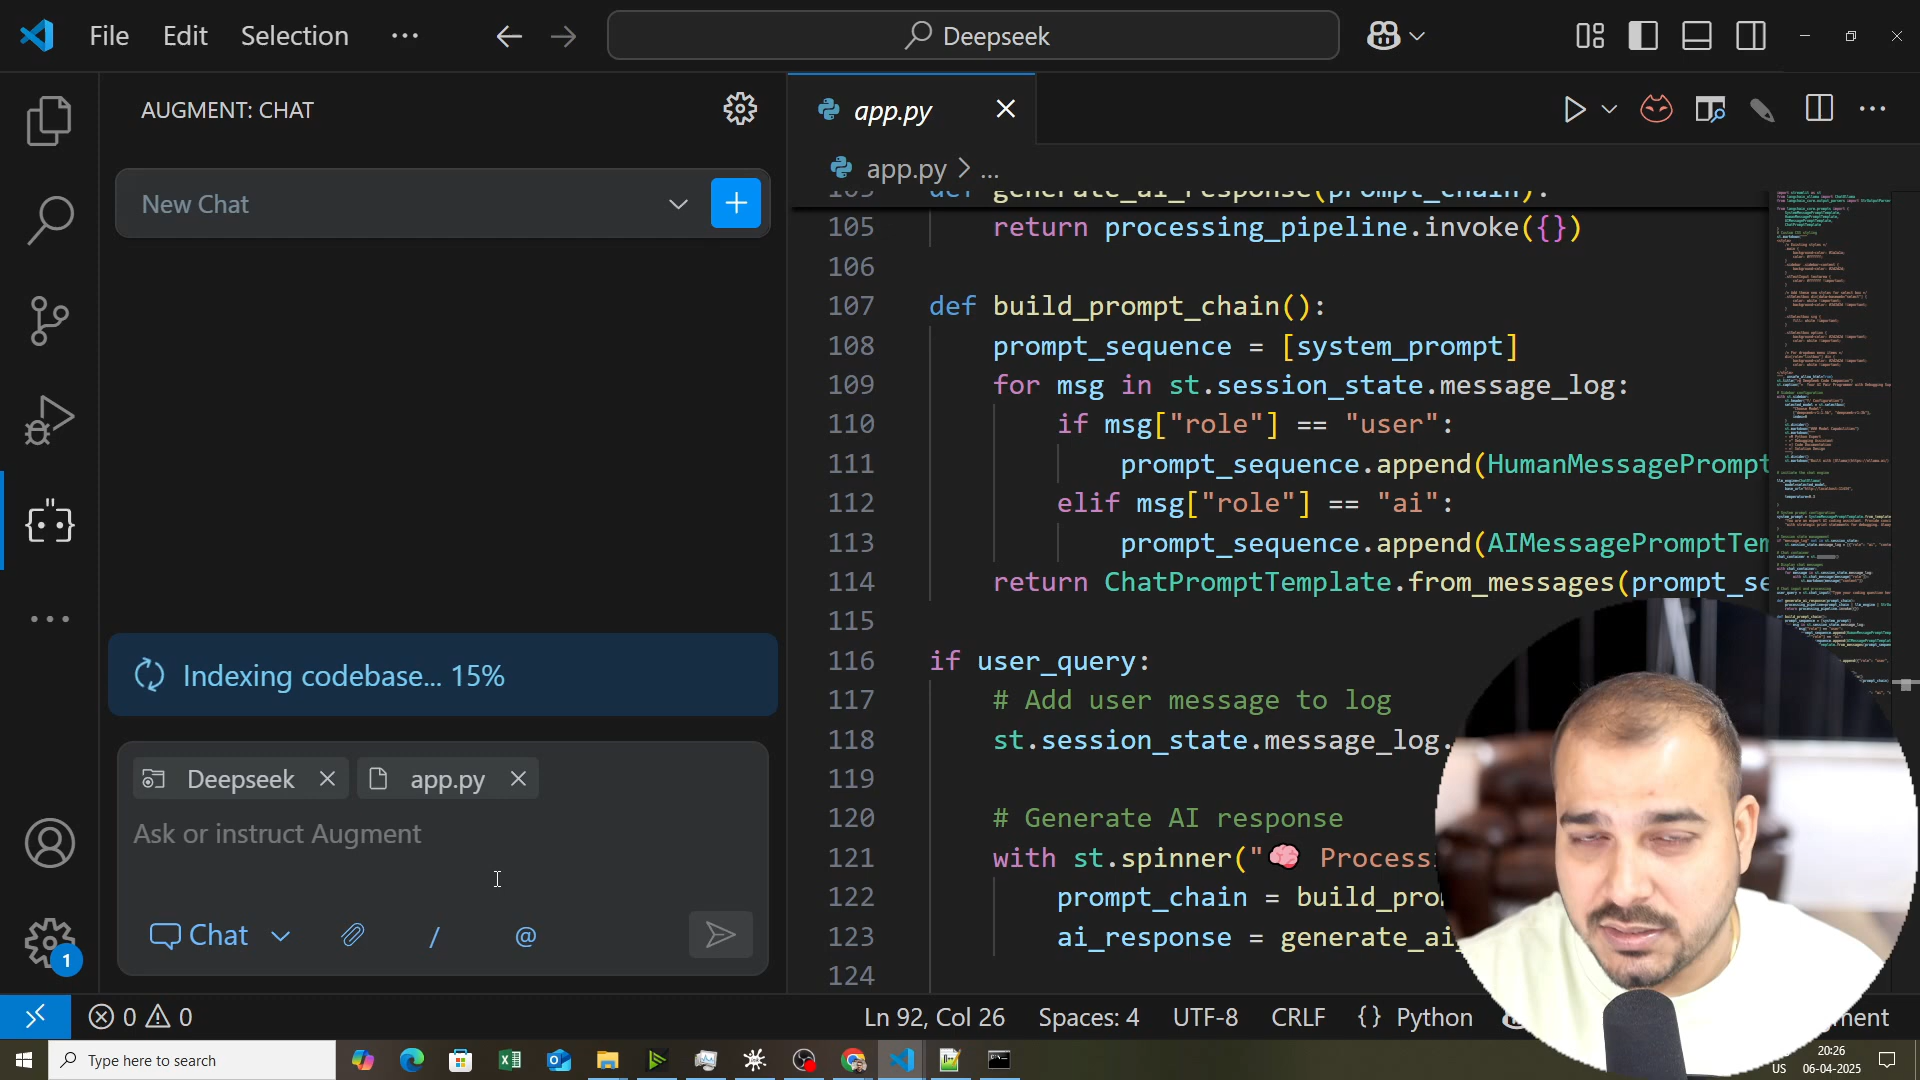 File Edit Selection ···
Deepseek
AUGMENT: CHAT
New Chat
Indexing codebase... 15%
Deepseek
app.py
Ask or instruct Augment
Chat
/
@
app.py
app.py > ...
105 return processing_pipeline.invoke({})
106
107 def build_prompt_chain():
108 prompt_sequence = [system_prompt]
109 for msg in st.session_state.message_log:
110 if msg["role"] == "user":
111 prompt_sequence.append(HumanMessagePrompt
112 elif msg["role"] == "ai":
113 prompt_sequence.append(AIMessagePromptTem
114 return ChatPromptTemplate.from_messages(prompt_se
115
116 if user_query:
117 # Add user message to log
118 st.session_state.message_log.
119
120 # Generate AI response
121 with st.spinner("🧠 Process
122 prompt_chain = build_pro
123 ai_response = generate_ai
124
1
0 0
Ln 92, Col 26 Spaces: 4 UTF-8 CRLF {} Python
Type here to search
20:26
US 06-04-2025